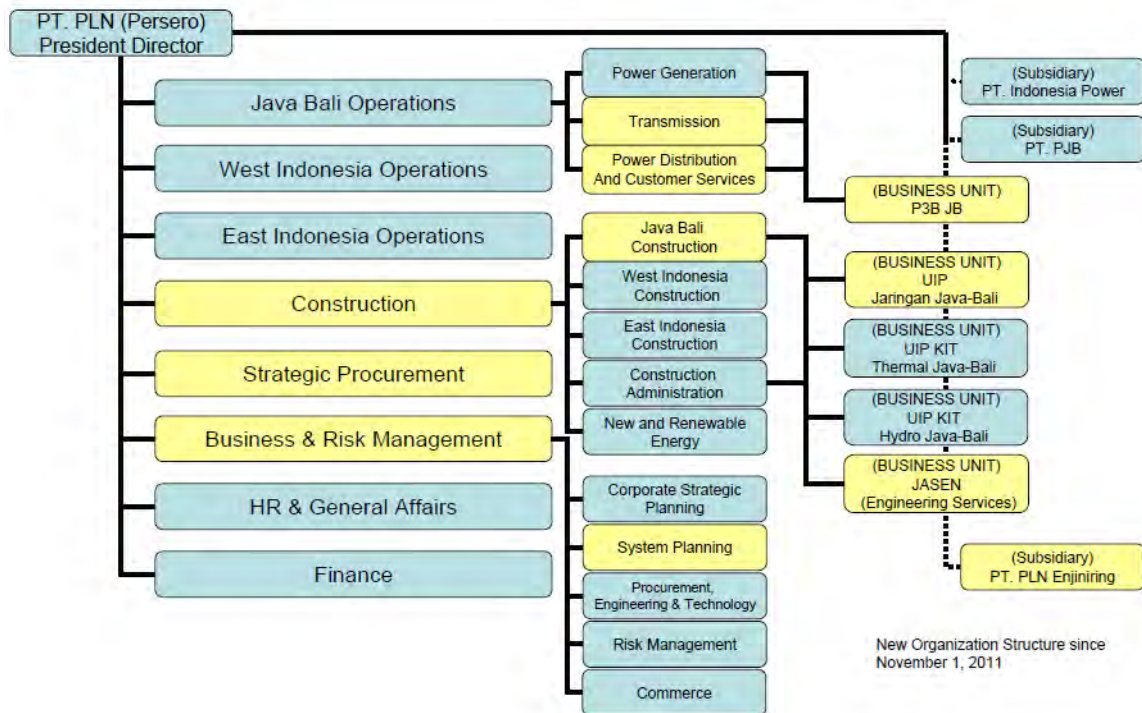 PT. PLN (Persero)
President Director
Java Bali Operations
West Indonesia Operations
East Indonesia Operations
Construction
Strategic Procurement
Business & Risk Management
HR & General Affairs
Finance
Power Generation
Transmission
Power Distribution
And Customer Services
Java Bali
Construction
West Indonesia
Construction
East Indonesia
Construction
Construction
Administration
New and Renewable
Energy
Corporate Strategic
Planning
System Planning
Procurement,
Engineering & Technology
Risk Management
Commerce
(Subsidiary)
PT. Indonesia Power
(Subsidiary)
PT. PJB
(BUSINESS UNIT)
P3B JB
(BUSINESS UNIT)
UIP
Jaringan Java-Bali
(BUSINESS UNIT)
UIP KIT
Thermal Java-Bali
(BUSINESS UNIT)
UIP KIT
Hydro Java-Bali
(BUSINESS UNIT)
JASEN
(Engineering Services)
(Subsidiary)
PT. PLN Enjiniring
New Organization Structure since
November 1, 2011